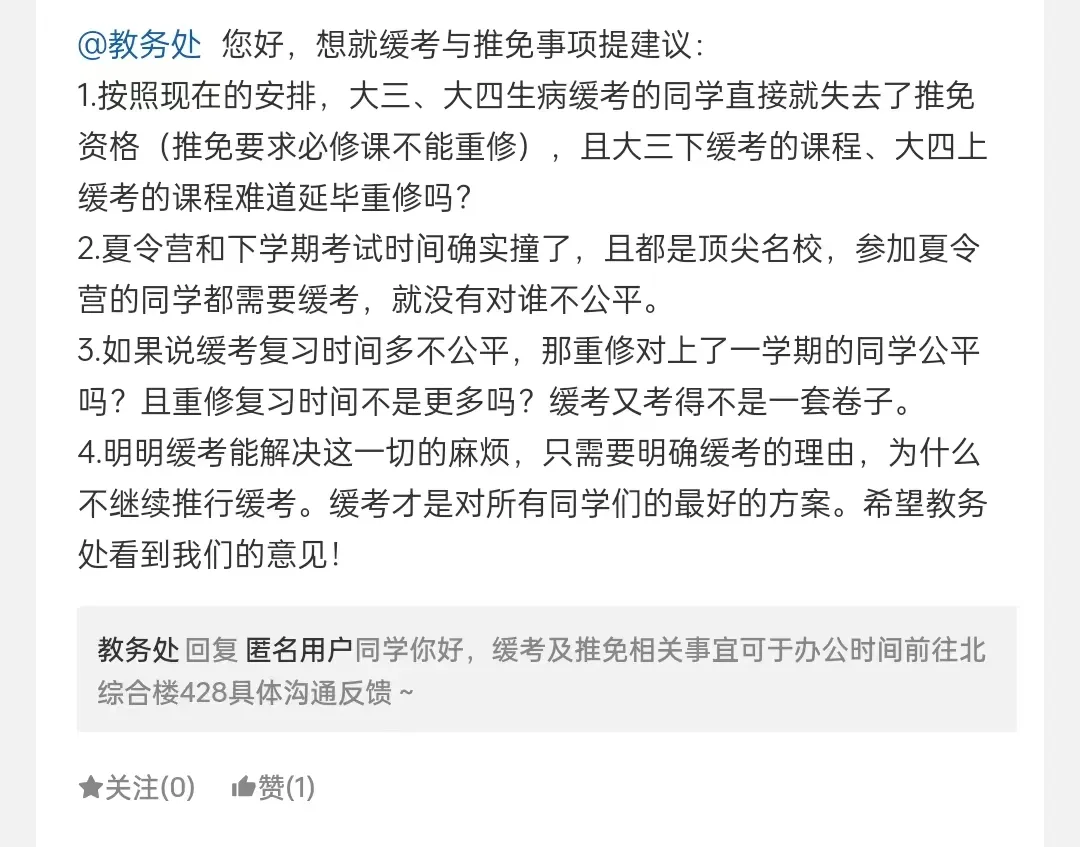 @教务处 您好，想就缓考与推免事项提建议：
1.按照现在的安排，大三、大四生病缓考的同学直接就失去了推免
资格（推免要求必修课不能重修），且大三下缓考的课程、大四上
缓考的课程难道延毕重修吗？
2.夏令营和下学期考试时间确实撞了，且都是顶尖名校，参加夏令
营的同学都需要缓考，就没有对谁不公平。
3.如果说缓考复习时间多不公平，那重修对上了一学期的同学公平
吗？且重修复习时间不是更多吗？缓考又考得不是一套卷子。
4.明明缓考能解决这一切的麻烦，只需要明确缓考的理由，为什么
不继续推行缓考。缓考才是对所有同学们的最好的方案。希望教务
处看到我们的意见！
教务处 回复 匿名用户同学你好，缓考及推免相关事宜可于办公时间前往北
综合楼428具体沟通反馈～
关注(0) 赞(1)